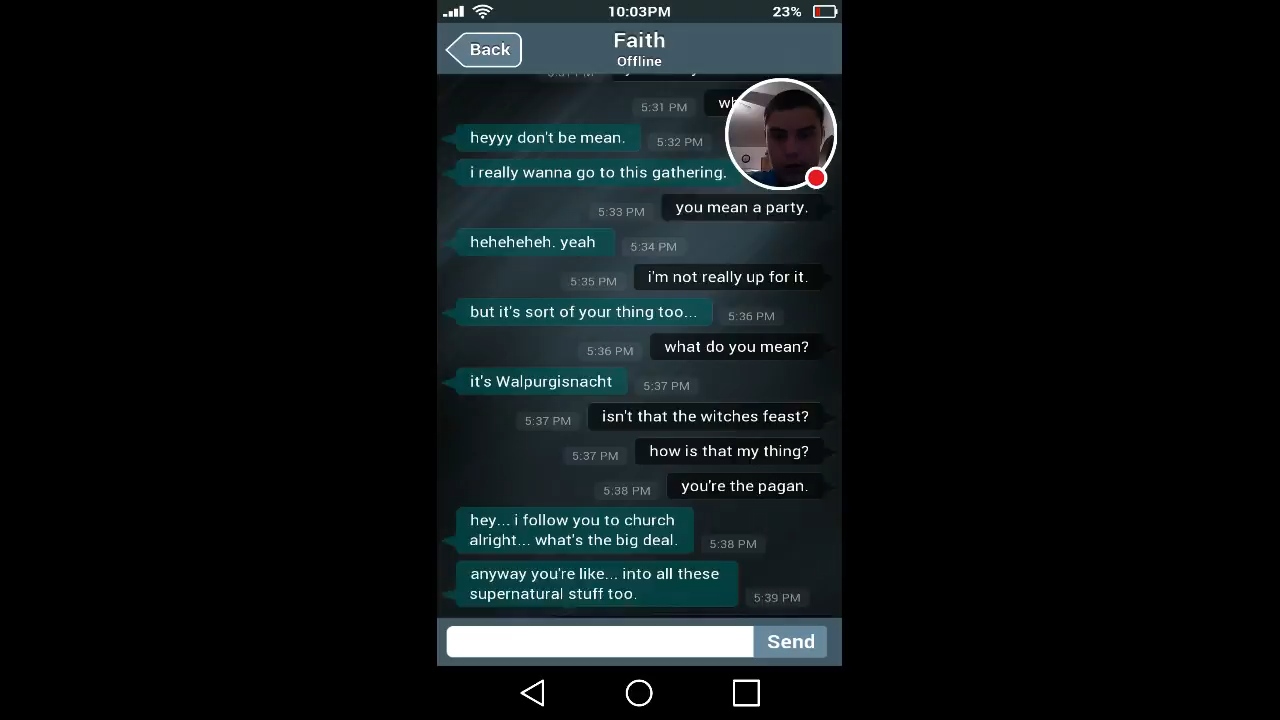 10:03PM
23%
Back
Faith
Offline
5:31 PM
heyyy don't be mean.
5:32 PM
i really wanna go to this gathering.
5:33 PM
you mean a party.
heheheheh. yeah
5:34 PM
5:35 PM
i'm not really up for it.
but it's sort of your thing too...
5:36 PM
5:36 PM
what do you mean?
it's Walpurgisnacht
5:37 PM
5:37 PM
isn't that the witches feast?
5:37 PM
how is that my thing?
5:38 PM
you're the pagan.
hey... i follow you to church
alright... what's the big deal.
5:38 PM
anyway you're like... into all these
supernatural stuff too.
5:39 PM
Send